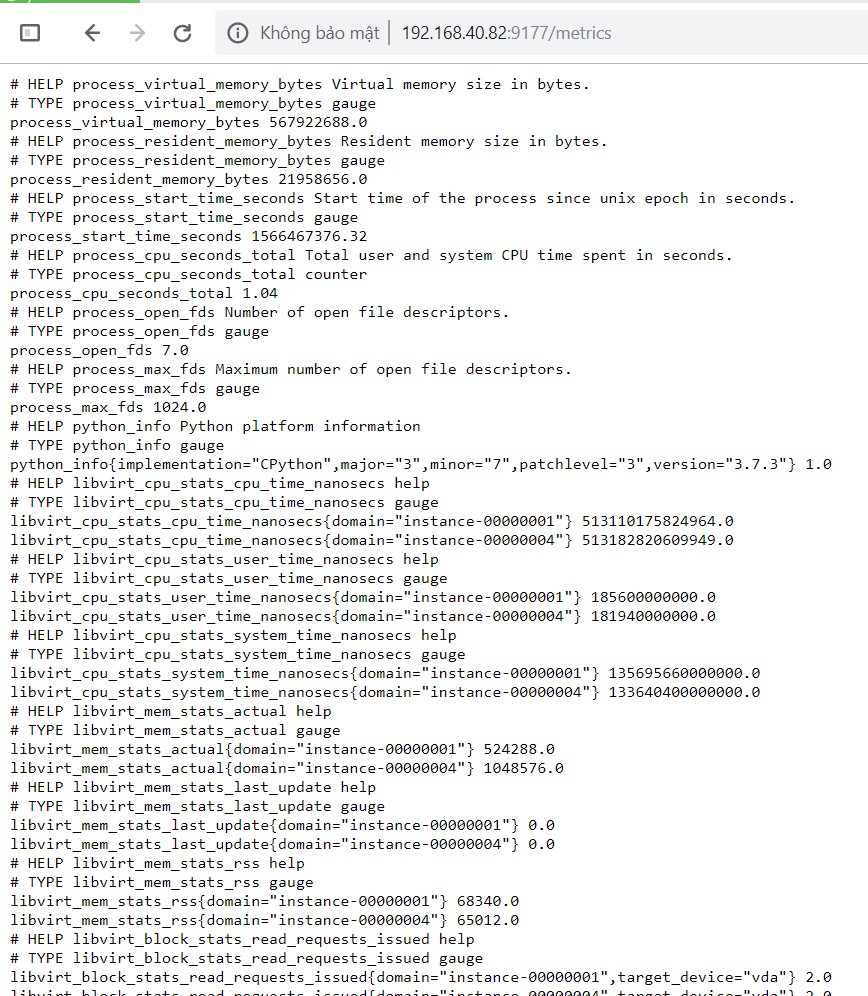 Không bảo mật 192.168.40.82:9177/metrics
# HELP process_virtual_memory_bytes Virtual memory size in bytes.
# TYPE process_virtual_memory_bytes gauge
process_virtual_memory_bytes 567922688.0
# HELP process_resident_memory_bytes Resident memory size in bytes.
# TYPE process_resident_memory_bytes gauge
process_resident_memory_bytes 21958656.0
# HELP process_start_time_seconds Start time of the process since unix epoch in seconds.
# TYPE process_start_time_seconds gauge
process_start_time_seconds 1566467376.32
# HELP process_cpu_seconds_total Total user and system CPU time spent in seconds.
# TYPE process_cpu_seconds_total counter
process_cpu_seconds_total 1.04
# HELP process_open_fds Number of open file descriptors.
# TYPE process_open_fds gauge
process_open_fds 7.0
# HELP process_max_fds Maximum number of open file descriptors.
# TYPE process_max_fds gauge
process_max_fds 1024.0
# HELP python_info Python platform information
# TYPE python_info gauge
python_info{implementation="CPython",major="3",minor="7",patchlevel="3",version="3.7.3"} 1.0
# HELP libvirt_cpu_stats_cpu_time_nanosecs help
# TYPE libvirt_cpu_stats_cpu_time_nanosecs gauge
libvirt_cpu_stats_cpu_time_nanosecs{domain="instance-00000001"} 513110175824964.0
libvirt_cpu_stats_cpu_time_nanosecs{domain="instance-00000004"} 513182820609949.0
# HELP libvirt_cpu_stats_user_time_nanosecs help
# TYPE libvirt_cpu_stats_user_time_nanosecs gauge
libvirt_cpu_stats_user_time_nanosecs{domain="instance-00000001"} 185600000000.0
libvirt_cpu_stats_user_time_nanosecs{domain="instance-00000004"} 181940000000.0
# HELP libvirt_cpu_stats_system_time_nanosecs help
# TYPE libvirt_cpu_stats_system_time_nanosecs gauge
libvirt_cpu_stats_system_time_nanosecs{domain="instance-00000001"} 135695660000000.0
libvirt_cpu_stats_system_time_nanosecs{domain="instance-00000004"} 133640400000000.0
# HELP libvirt_mem_stats_actual help
# TYPE libvirt_mem_stats_actual gauge
libvirt_mem_stats_actual{domain="instance-00000001"} 524288.0
libvirt_mem_stats_actual{domain="instance-00000004"} 1048576.0
# HELP libvirt_mem_stats_last_update help
# TYPE libvirt_mem_stats_last_update gauge
libvirt_mem_stats_last_update{domain="instance-00000001"} 0.0
libvirt_mem_stats_last_update{domain="instance-00000004"} 0.0
# HELP libvirt_mem_stats_rss help
# TYPE libvirt_mem_stats_rss gauge
libvirt_mem_stats_rss{domain="instance-00000001"} 68340.0
libvirt_mem_stats_rss{domain="instance-00000004"} 65012.0
# HELP libvirt_block_stats_read_requests_issued help
# TYPE libvirt_block_stats_read_requests_issued gauge
libvirt_block_stats_read_requests_issued{domain="instance-00000001",target_device="vda"} 2.0